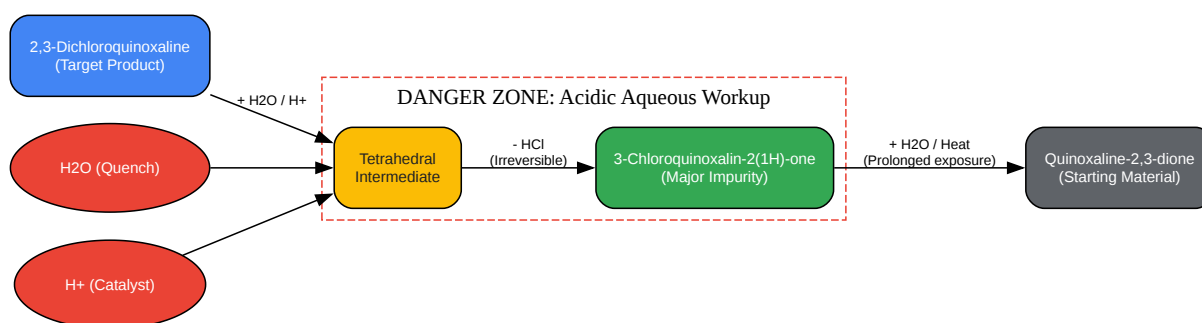 2,3-Dichloroquinoxaline
(Target Product)
+ H2O / H+
H2O (Quench)
H+ (Catalyst)
DANGER ZONE: Acidic Aqueous Workup
Tetrahedral
Intermediate
- HCl
(Irreversible)
3-Chloroquinoxalin-2(1H)-one
(Major Impurity)
+ H2O / Heat
(Prolonged exposure)
Quinoxaline-2,3-dione
(Starting Material)